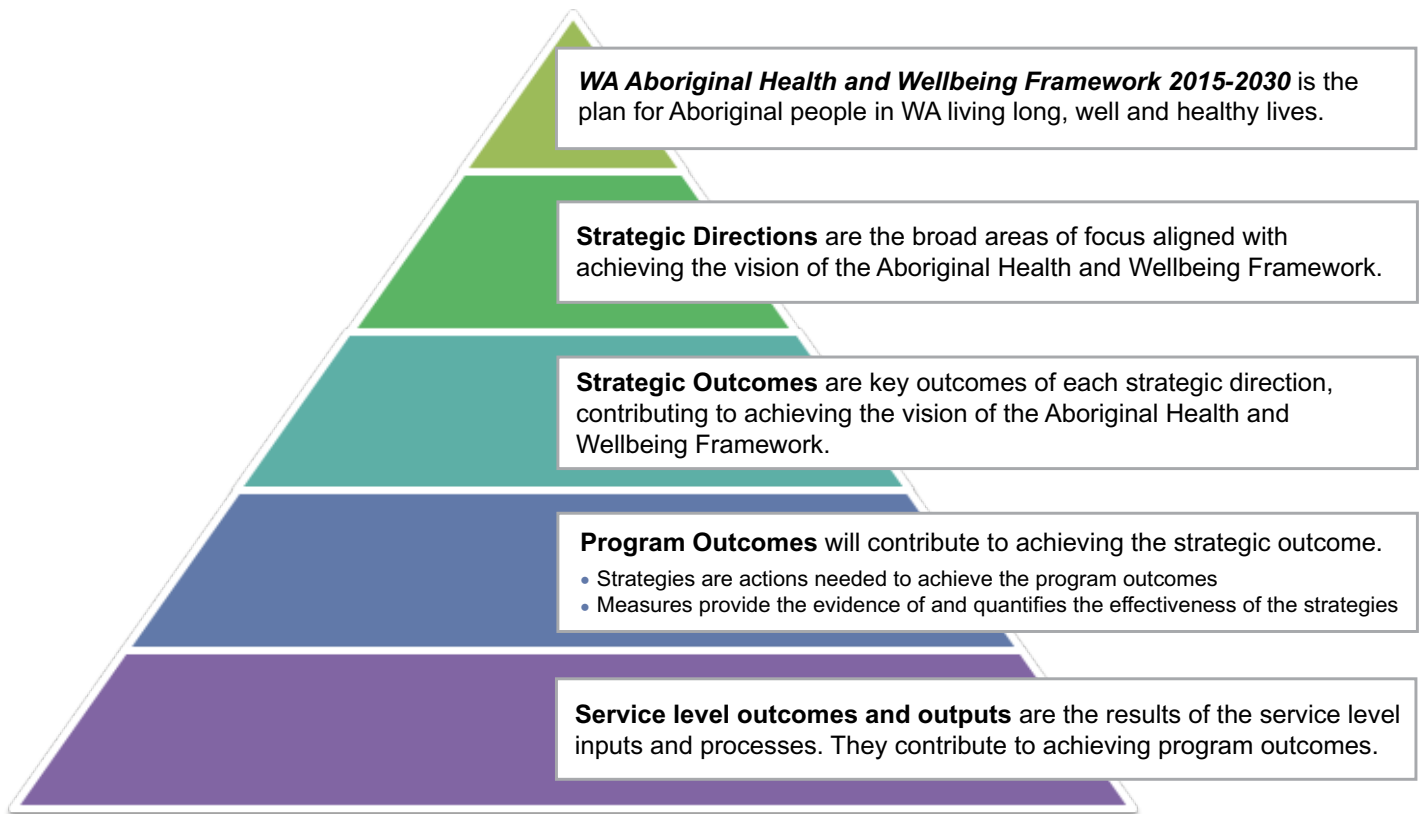 WA Aboriginal Health and Wellbeing Framework 2015-2030 is the
plan for Aboriginal people in WA living long, well and healthy lives.
Strategic Directions are the broad areas of focus aligned with
achieving the vision of the Aboriginal Health and Wellbeing Framework.
Strategic Outcomes are key outcomes of each strategic direction,
contributing to achieving the vision of the Aboriginal Health and
Wellbeing Framework.
Program Outcomes will contribute to achieving the strategic outcome.
• Strategies are actions needed to achieve the program outcomes
• Measures provide the evidence of and quantifies the effectiveness of the strategies
Service level outcomes and outputs are the results of the service level
inputs and processes. They contribute to achieving program outcomes.